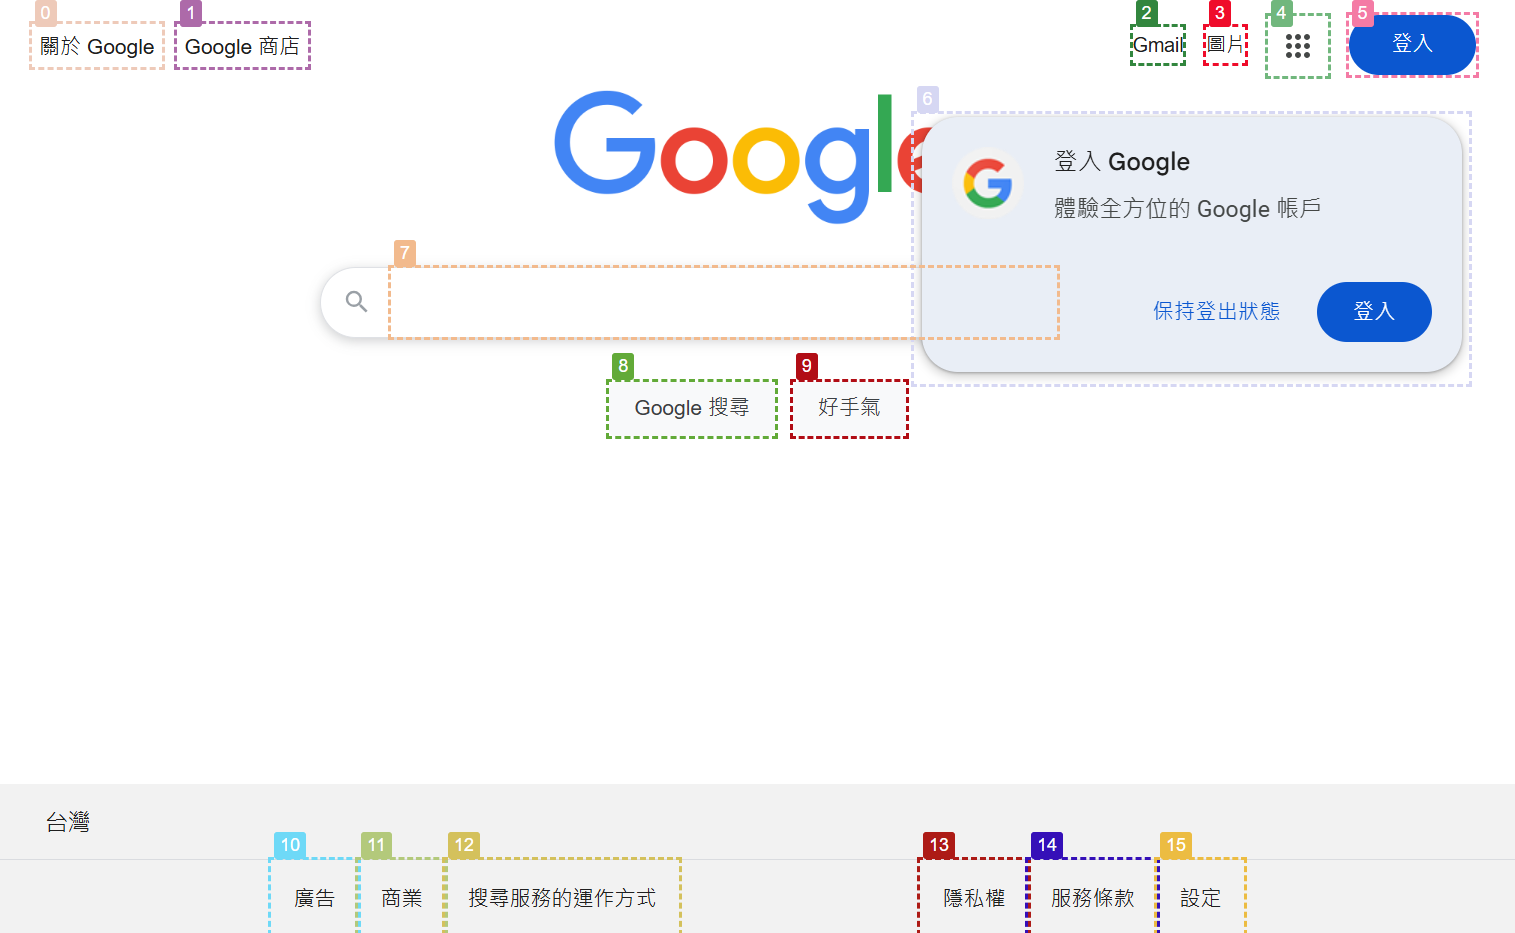 0
1
2
3
4
5
關於 Google
Google 商店
Gmail
圖片
登入
6
Google
登入 Google
體驗全方位的 Google 帳戶
7
保持登出狀態
登入
8
9
Google 搜尋
好手氣
台灣
10
11
12
13
14
15
廣告
商業
搜尋服務的運作方式
隱私權
服務條款
設定